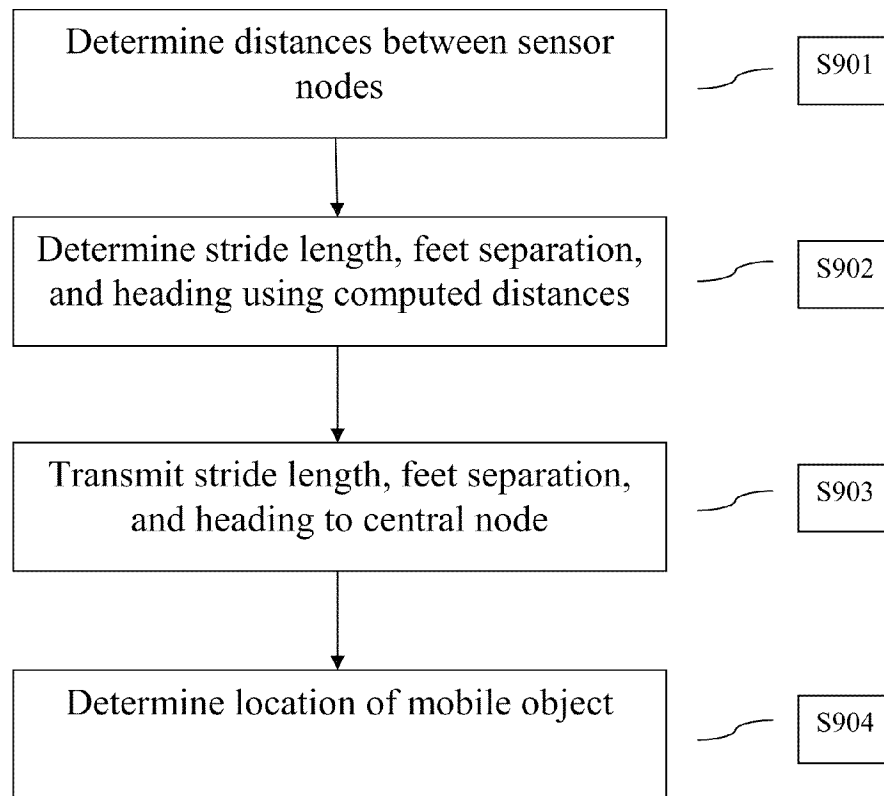 Determine distances between sensor
nodes
S901
Determine stride length, feet separation,
and heading using computed distances
S902
Transmit stride length, feet separation,
and heading to central node
S903
Determine location of mobile object
S904